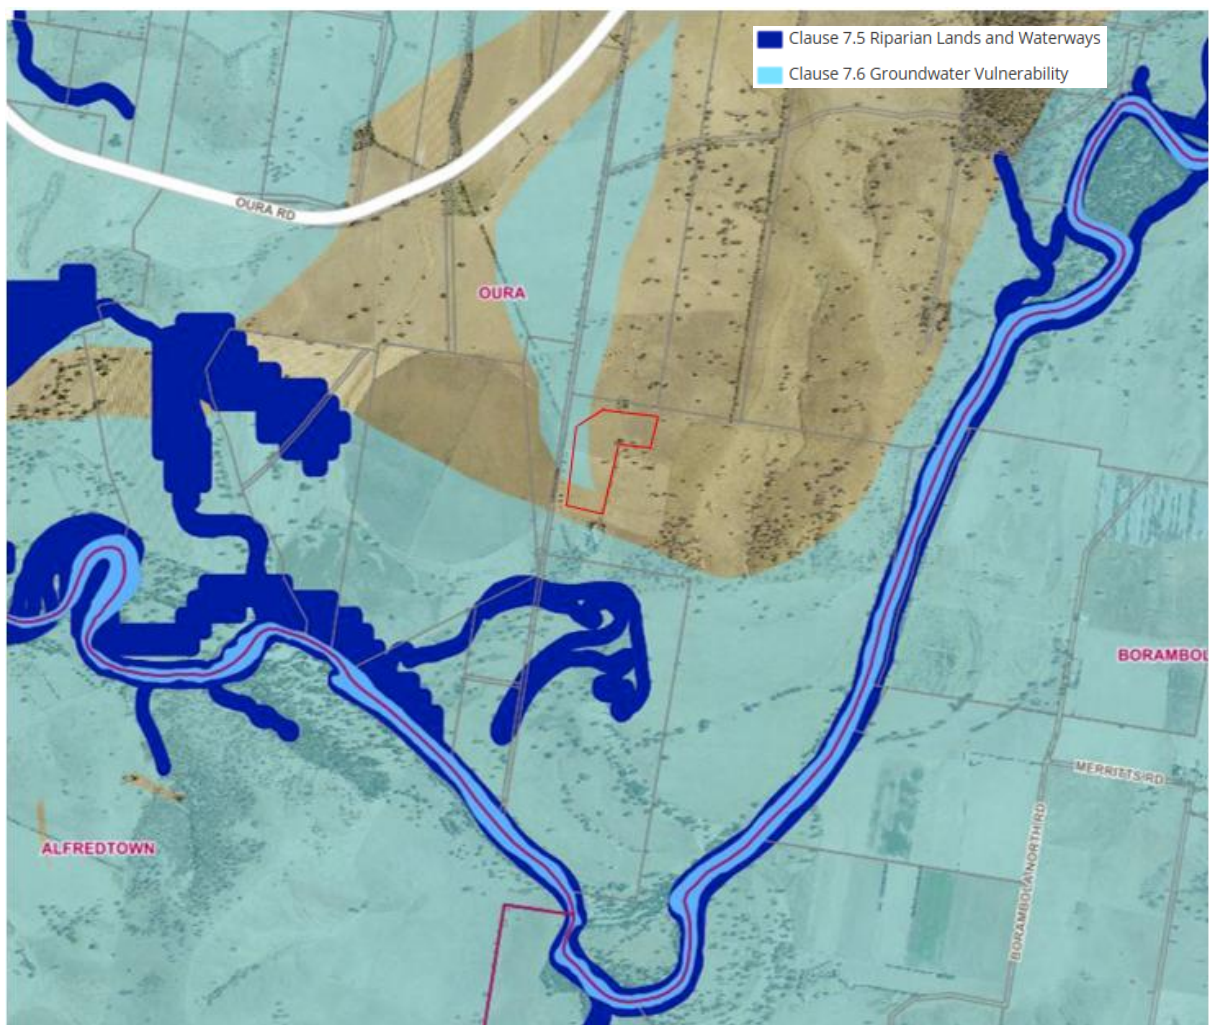 Clause 7.5 Riparian Lands and Waterways
Clause 7.6 Groundwater Vulnerability
OURA RD
OURA
BORAMBOL
MERRITTS RD
BORAMBOLA NORTH RD
ALFREDTOWN